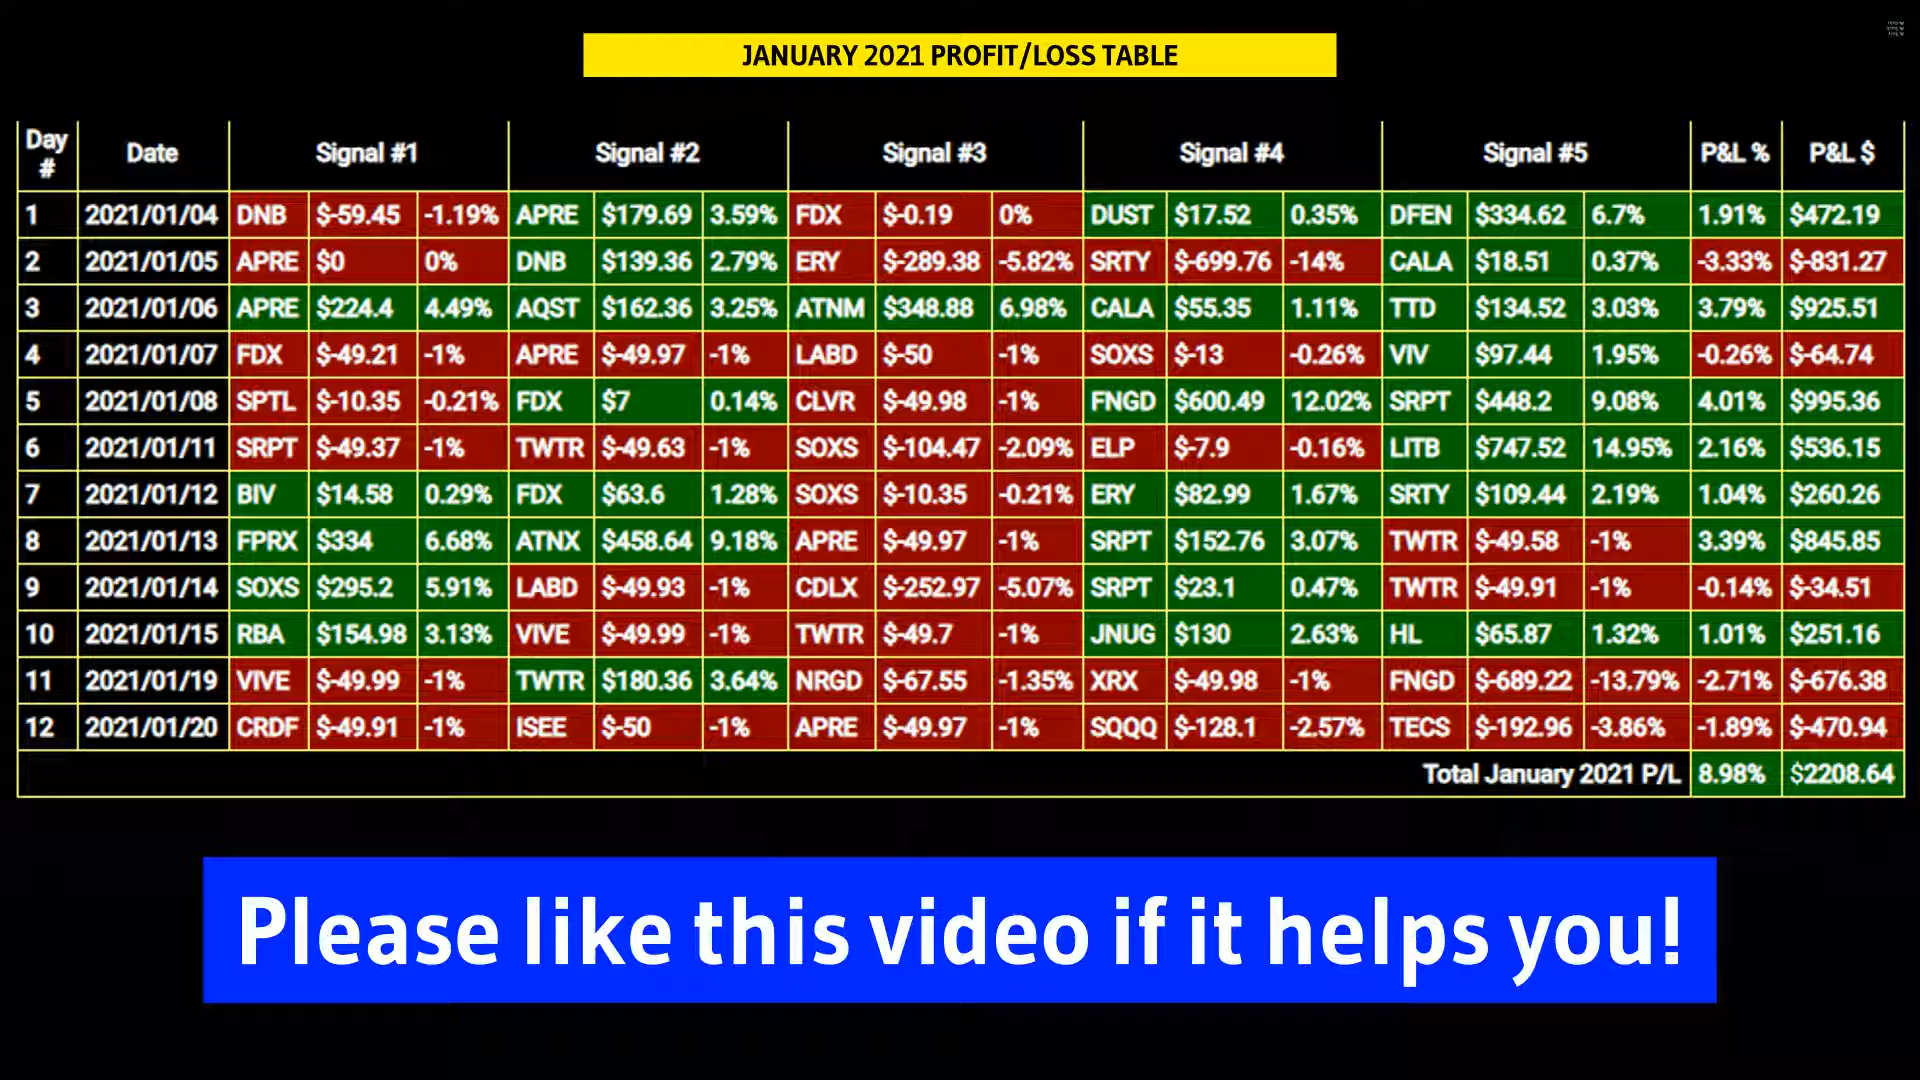 JANUARY 2021 PROFIT/LOSS TABLE
Day # Date Signal #1 Signal #2 Signal #3 Signal #4 Signal #5 P&L % P&L $
1 2021/01/04 DNB $-59.45 -1.19% APRE $179.69 3.59% FDX $-0.19 0% DUST $17.52 0.35% DFEN $334.62 6.7% 1.91% $472.19
2 2021/01/05 APRE $0 0% DNB $139.36 2.79% ERY $-289.38 -5.82% SRTY $-699.76 -14% CALA $18.51 0.37% -3.33% $-831.27
3 2021/01/06 APRE $224.4 4.49% AQST $162.36 3.25% ATNM $348.88 6.98% CALA $55.35 1.11% TTD $134.52 3.03% 3.79% $925.51
4 2021/01/07 FDX $-49.21 -1% APRE $-49.97 -1% LABD $-50 -1% SOXS $-13 -0.26% VIV $97.44 1.95% -0.26% $-64.74
5 2021/01/08 SPTL $-10.35 -0.21% FDX $7 0.14% CLVR $-49.98 -1% FNGD $600.49 12.02% SRPT $448.2 9.08% 4.01% $995.36
6 2021/01/11 SRPT $-49.37 -1% TWTR $-49.63 -1% SOXS $-104.47 -2.09% ELP $-7.9 -0.16% LITB $747.52 14.95% 2.16% $536.15
7 2021/01/12 BIV $14.58 0.29% FDX $63.6 1.28% SOXS $-10.35 -0.21% ERY $82.99 1.67% SRTY $109.44 2.19% 1.04% $260.26
8 2021/01/13 FPRX $334 6.68% ATNX $458.64 9.18% APRE $-49.97 -1% SRPT $152.76 3.07% TWTR $-49.58 -1% 3.39% $845.85
9 2021/01/14 SOXS $295.2 5.91% LABD $-49.93 -1% CDLX $-252.97 -5.07% SRPT $23.1 0.47% TWTR $-49.91 -1% -0.14% $-34.51
10 2021/01/15 RBA $154.98 3.13% VIVE $-49.99 -1% TWTR $-49.7 -1% JNUG $130 2.63% HL $65.87 1.32% 1.01% $251.16
11 2021/01/19 VIVE $-49.99 -1% TWTR $180.36 3.64% NRGD $-67.55 -1.35% XRX $-49.98 -1% FNGD $-689.22 -13.79% -2.71% $-676.38
12 2021/01/20 CRDF $-49.91 -1% ISEE $-50 -1% APRE $-49.97 -1% SQQQ $-128.1 -2.57% TECS $-192.96 -3.86% -1.89% $-470.94
Total January 2021 P/L 8.98% $2208.64
Please like this video if it helps you!